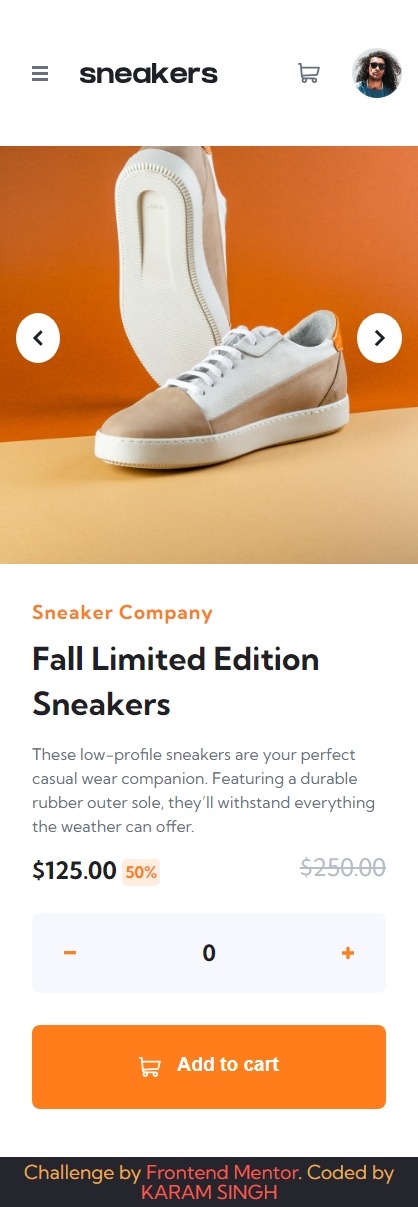 sneakers
Sneaker Company
Fall Limited Edition
Sneakers
These low-profile sneakers are your perfect
casual wear companion. Featuring a durable
rubber outer sole, they’ll withstand everything
the weather can offer.
$125.00 50% $250.00
0
Add to cart
Challenge by Frontend Mentor. Coded by
KARAM SINGH